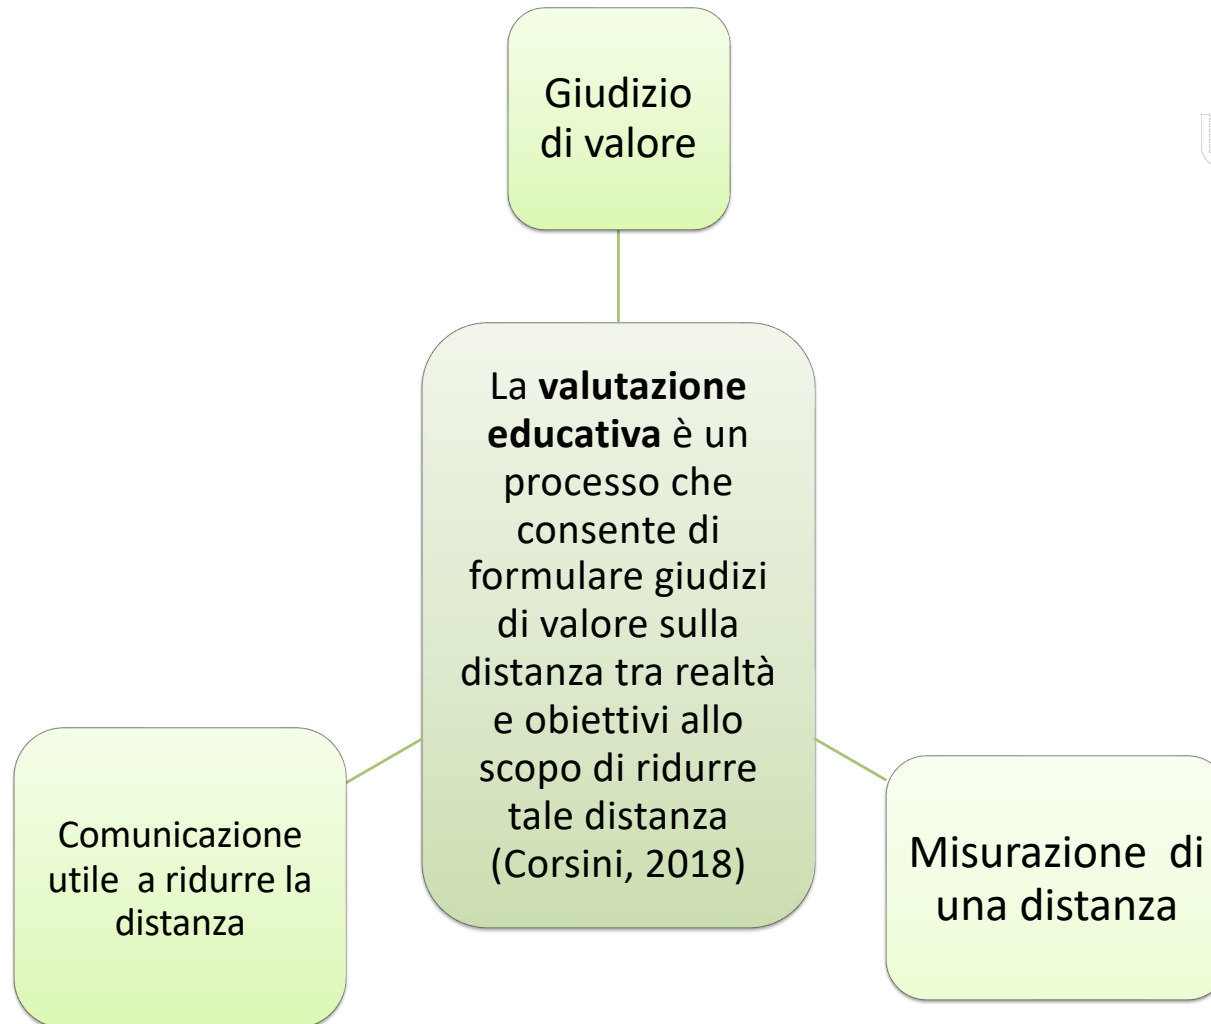 Giudizio
di valore
La valutazione
educativa è un
processo che
consente di
formulare giudizi
di valore sulla
distanza tra realtà
e obiettivi allo
scopo di ridurre
tale distanza
(Corsini, 2018)
Comunicazione
utile a ridurre la
distanza
Misurazione di
una distanza